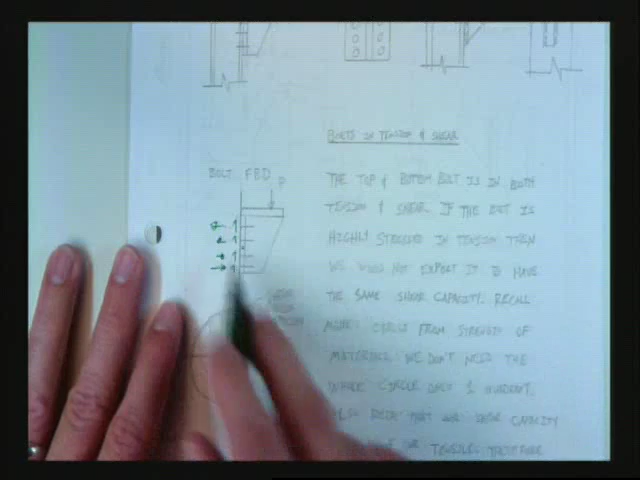 BOLTS IN TENSION & SHEAR
BOLT FBD
P
THE TOP & BOTTOM BOLT IS IN BOTH
TENSION & SHEAR IF THE BOLT IS
HIGHLY STRESSED IN TENSION THEN
WE WOULD NOT EXPECT IT TO HAVE
THE SAME SHEAR CAPACITY. RECALL
MOHR'S CIRCLE FROM STRENGTH OF
MATERIALS. WE DON'T NEED THE
WHOLE CIRCLE ONLY 1 QUADRANT.
CAPACITY
TENSILE